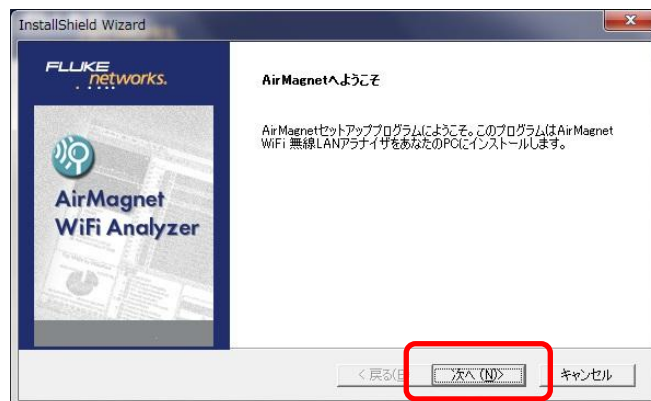 InstallShield Wizard
FLUKE
networks.
AirMagnet
WiFi Analyzer
AirMagnetへようこそ
AirMagnetセットアッププログラムにようこそ。このプログラムはAirMagnet
WiFi 無線LANアラナイザをあなたのPCにインストールします。
< 戻る(B
次へ (N)>
キャンセル